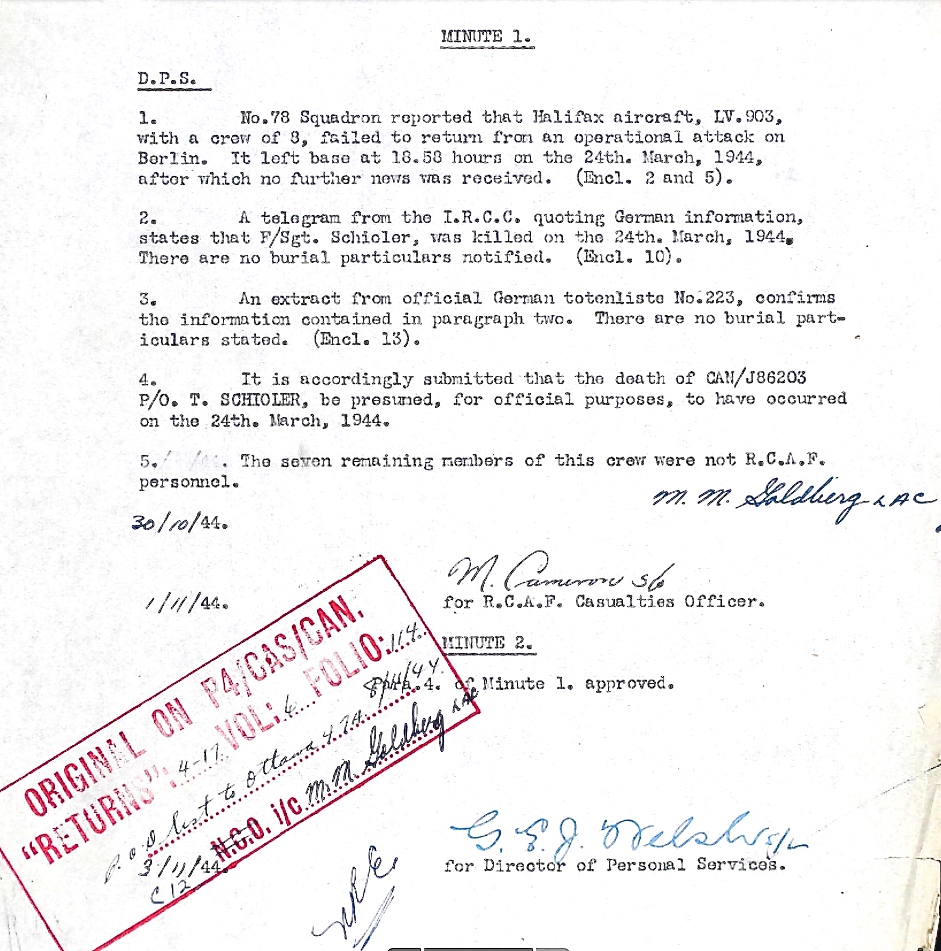 MINUTE 1.
D.P.S.
1. No.78 Squadron reported that Halifax aircraft, LV.903,
with a crew of 8, failed to return from an operational attack on
Berlin. It left base at 18.58 hours on the 24th. March, 1944,
after which no further news was received. (Encl. 2 and 5).
2. A telegram from the I.R.C.C. quoting German information,
states that F/Sgt. Schioler, was killed on the 24th. March, 1944.
There are no burial particulars notified. (Encl. 10).
3. An extract from official German totenliste No.223, confirms
the information contained in paragraph two. There are no burial part-
iculars stated. (Encl. 13).
4. It is accordingly submitted that the death of CAN/J86203
P/O. T. SCHIOLER, be presumed, for official purposes, to have occurred
on the 24th. March, 1944.
5. The seven remaining members of this crew were not R.C.A.F.
personnel.
M. M. Goldberg LAC
30/10/44.
M. Cameron S/O
1/11/44. for R.C.A.F. Casualties Officer.
MINUTE 2.
Para.4. of Minute 1. approved.
ORIGINAL ON P4/CAS/CAN.
"RETURNS": 4-17 VOL: 6 FOLIO: 114.
P.O.D list to Ottawa
N.C.O. i/c M.M. Goldberg LAC
3/11/44.
C12
G. E. J. Welsh S/L
for Director of Personal Services.